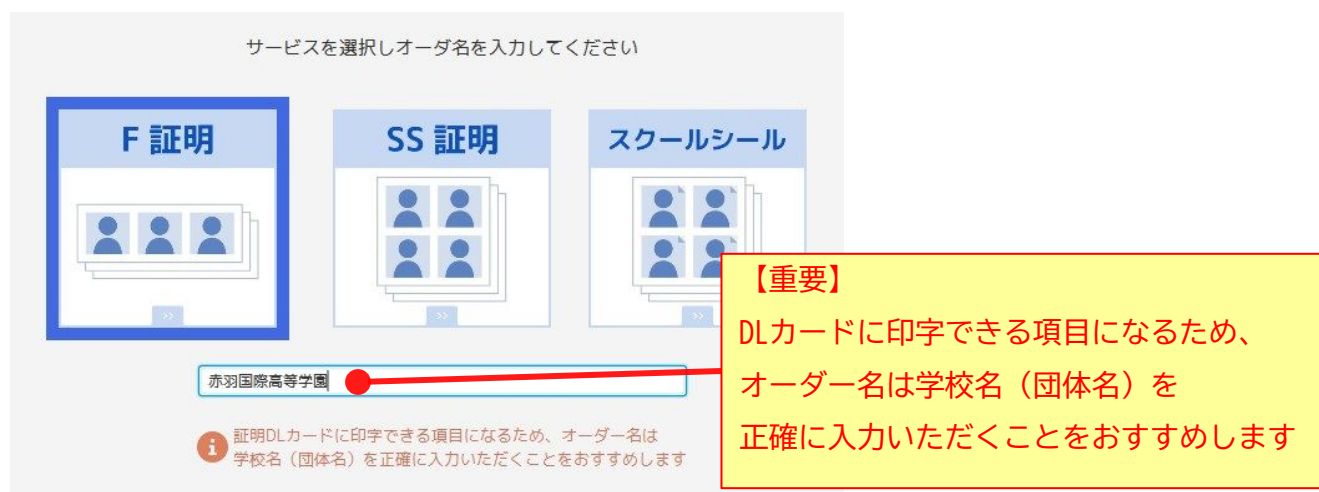 サービスを選択しオーダ名を入力してください
F 証明
SS 証明
スクールシール
>>
>>
>>
赤羽国際高等学園
i
証明DLカードに印字できる項目になるため、オーダー名は
学校名（団体名）を正確に入力いただくことをおすすめします
【重要】
DLカードに印字できる項目になるため、
オーダー名は学校名（団体名）を
正確に入力いただくことをおすすめします